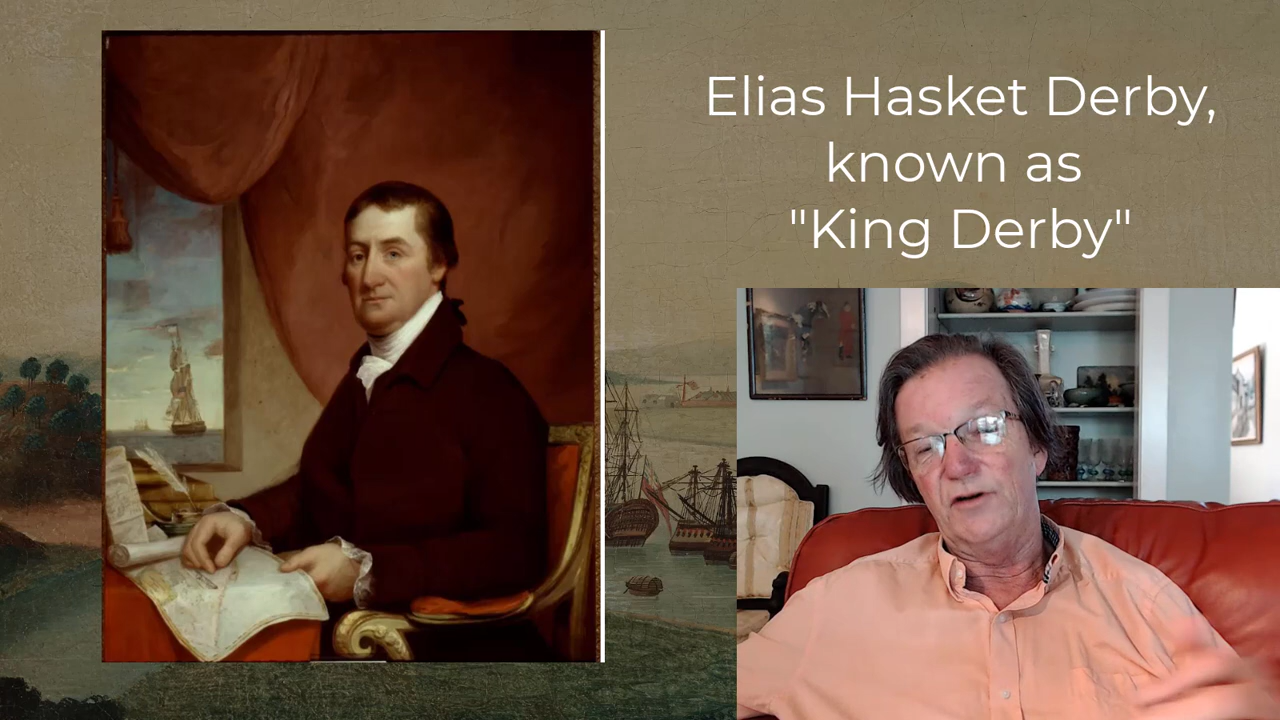 Elias Hasket Derby,
known as
"King Derby"